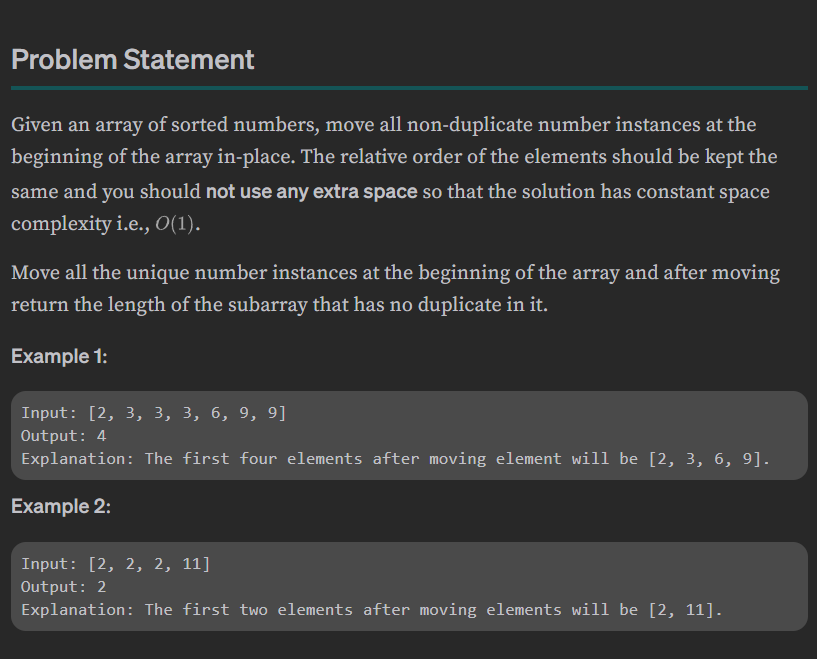 Problem Statement
Given an array of sorted numbers, move all non-duplicate number instances at the
beginning of the array in-place. The relative order of the elements should be kept the
same and you should not use any extra space so that the solution has constant space
complexity i.e., O(1).
Move all the unique number instances at the beginning of the array and after moving
return the length of the subarray that has no duplicate in it.
Example 1:
Input: [2, 3, 3, 3, 6, 9, 9]
Output: 4
Explanation: The first four elements after moving element will be [2, 3, 6, 9].
Example 2:
Input: [2, 2, 2, 11]
Output: 2
Explanation: The first two elements after moving elements will be [2, 11].